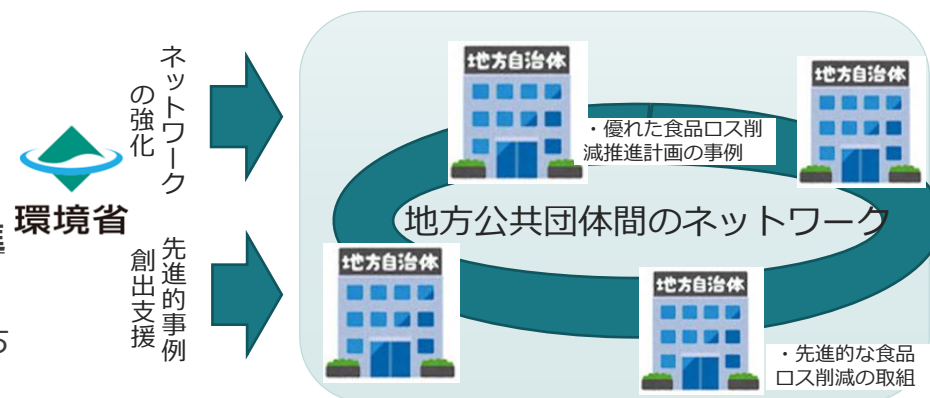 ネットワーク
の強化
環境省
先進的事例
創出支援
地方自治体
地方自治体
・優れた食品ロス削
減推進計画の事例
地方公共団体間のネットワーク
地方自治体
地方自治体
・先進的な食品
ロス削減の取組